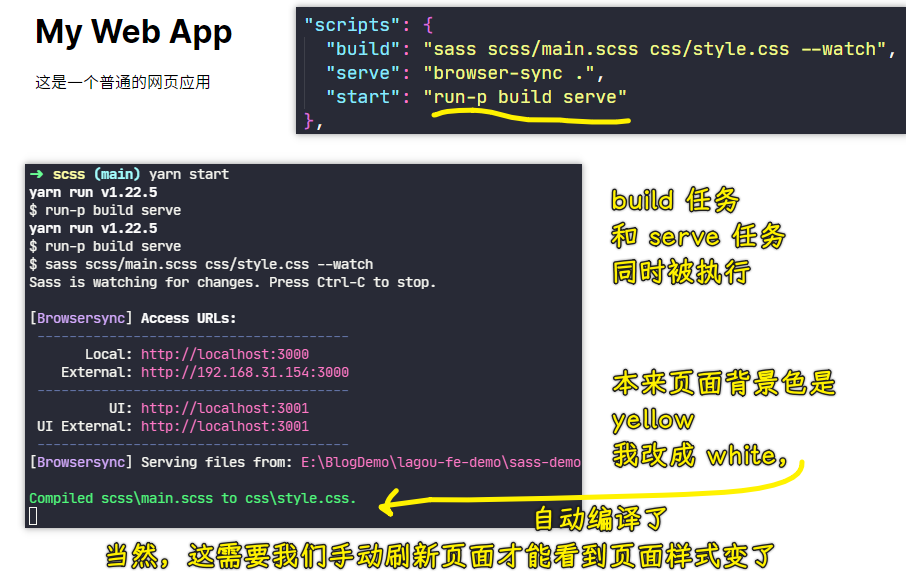 My Web App
这是一个普通的网页应用
"scripts": {
"build": "sass scss/main.scss css/style.css --watch",
"serve": "browser-sync .",
"start": "run-p build serve"
},
➜ scss (main) yarn start
yarn run v1.22.5
$ run-p build serve
yarn run v1.22.5
$ run-p build serve
$ sass scss/main.scss css/style.css --watch
Sass is watching for changes. Press Ctrl-C to stop.
[Browsersync] Access URLs:
--------------------------------------
Local: http://localhost:3000
External: http://192.168.31.154:3000
--------------------------------------
UI: http://localhost:3001
UI External: http://localhost:3001
--------------------------------------
[Browsersync] Serving files from: E:\BlogDemo\lagou-fe-demo\sass-demo
Compiled scss\main.scss to css\style.css.
build 任务
和 serve 任务
同时被执行
本来页面背景色是
yellow
我改成 white，
自动编译了
当然，这需要我们手动刷新页面才能看到页面样式变了